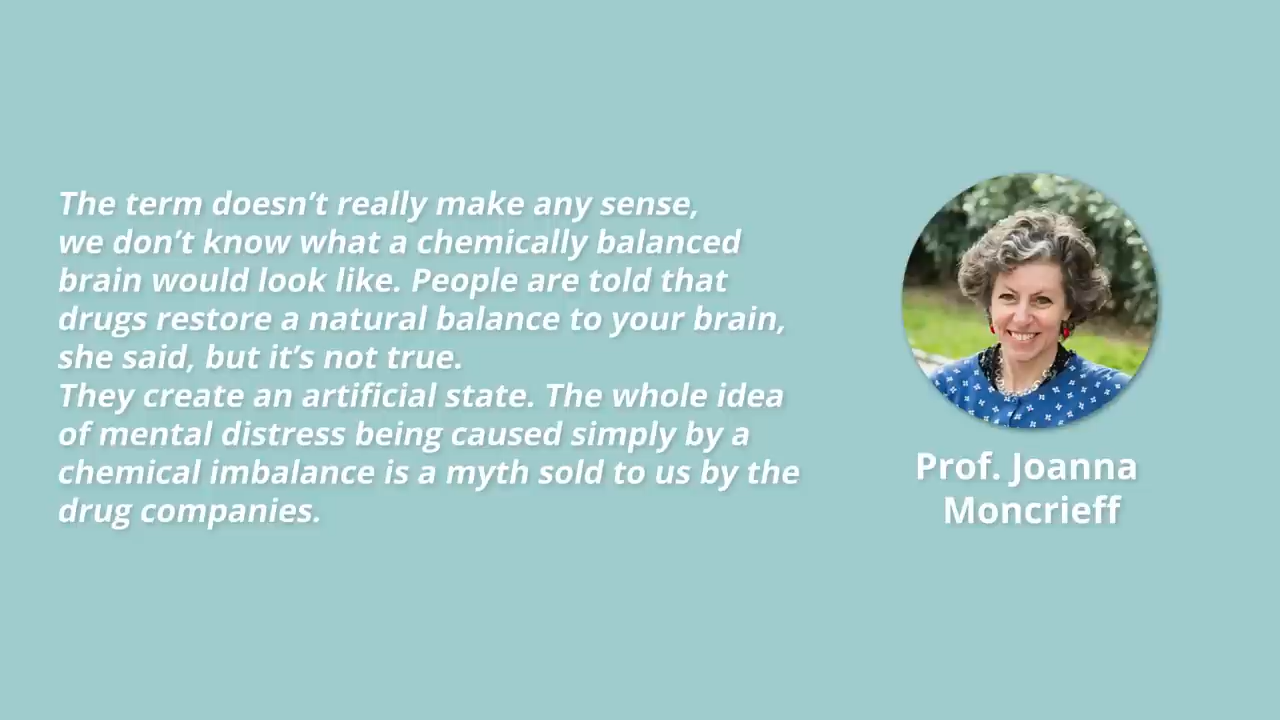 The term doesn't really make any sense,
we don't know what a chemically balanced
brain would look like. People are told that
drugs restore a natural balance to your brain,
she said, but it's not true.
They create an artificial state. The whole idea
of mental distress being caused simply by a
chemical imbalance is a myth sold to us by the
drug companies.
Prof. Joanna
Moncrieff